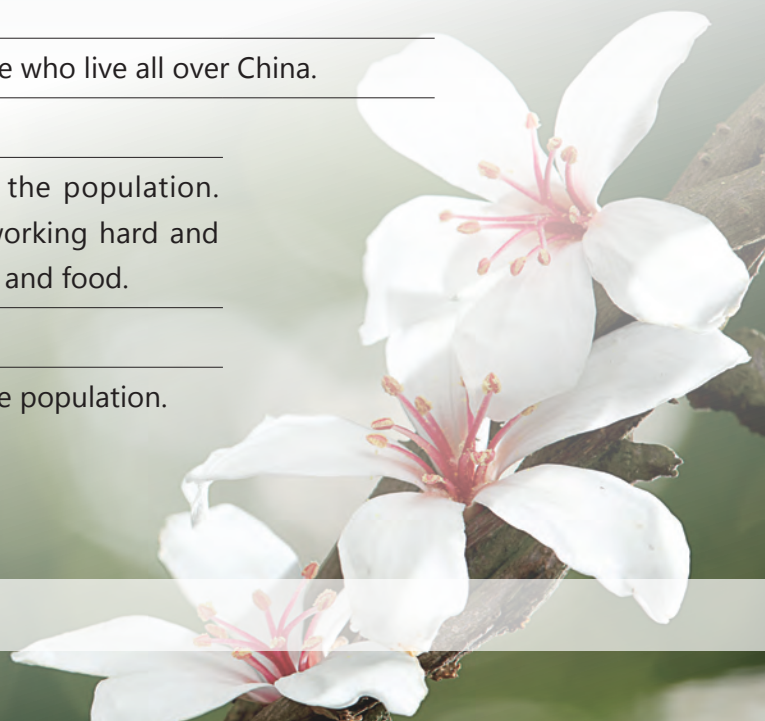 who live all over China.
the population.
working hard and
and food.
population.